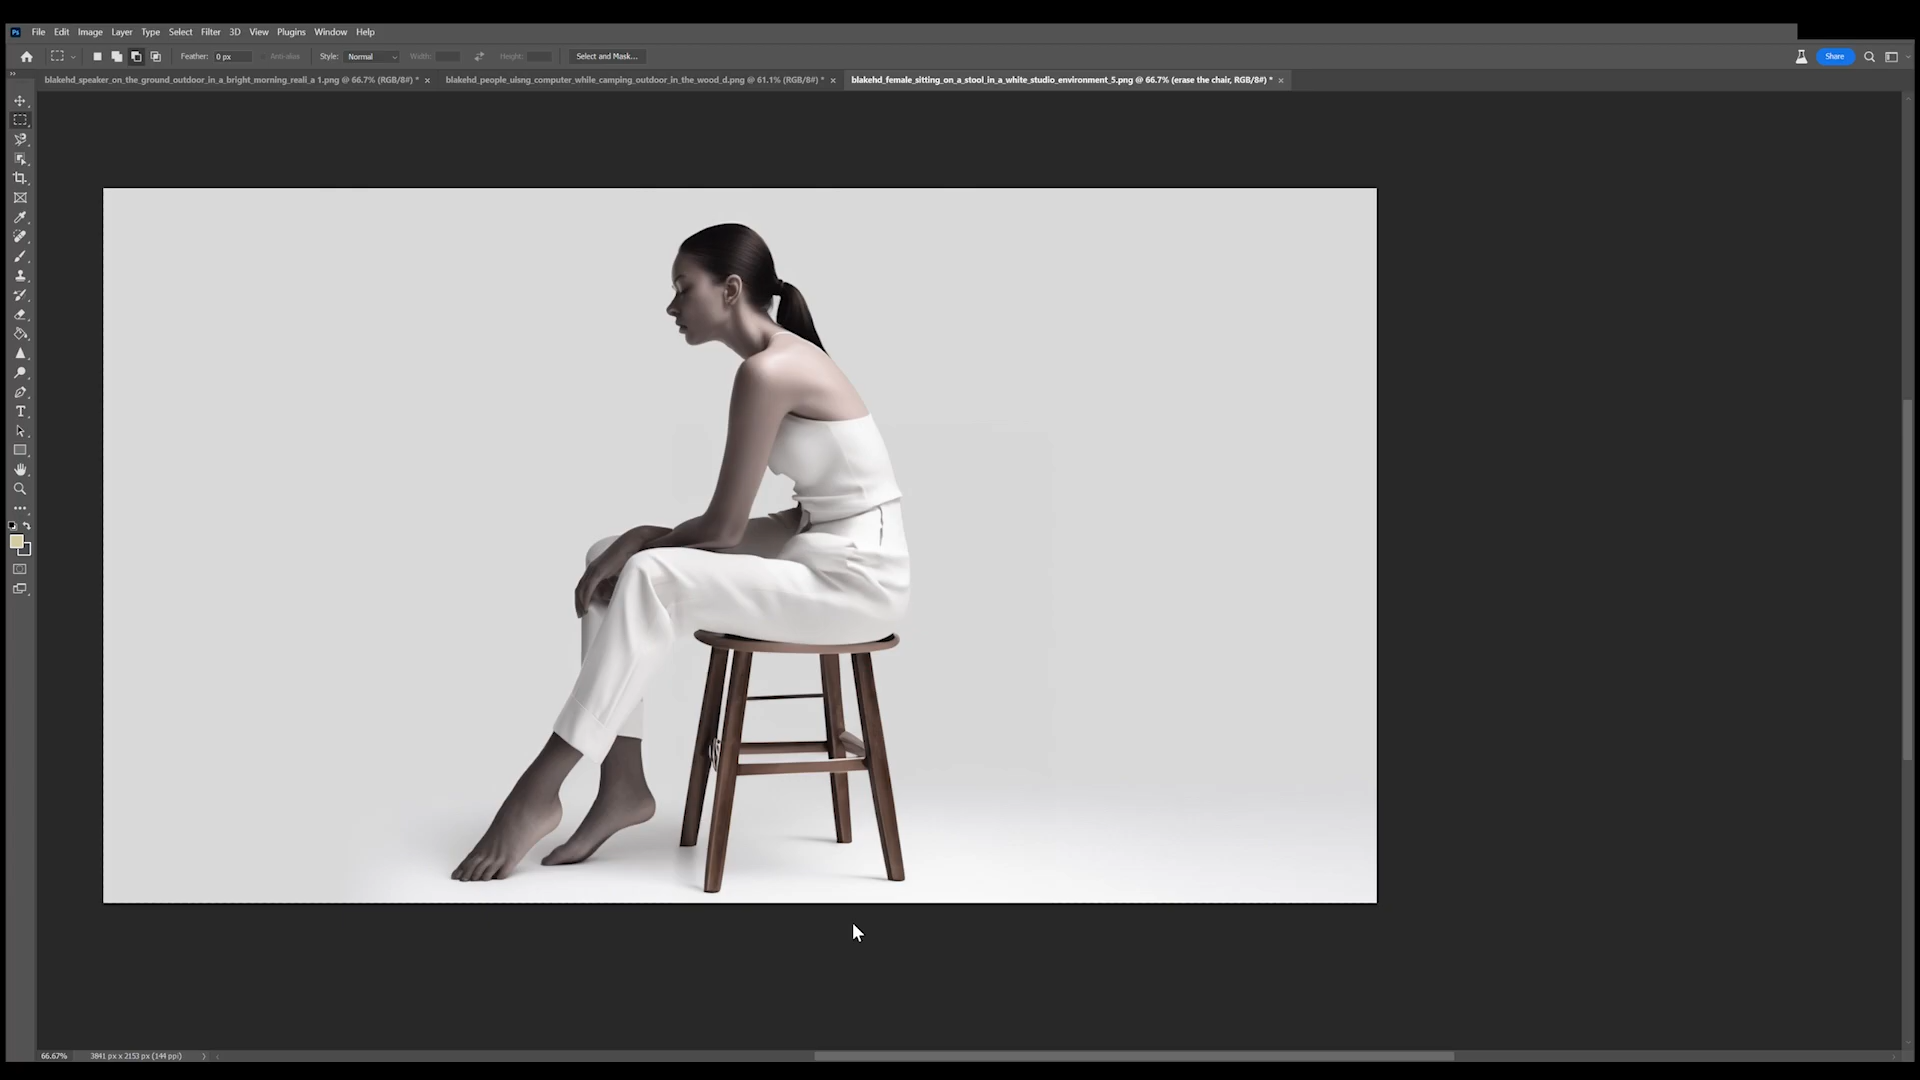 Ps File Edit Image Layer Type Select Filter 3D View Plugins Window Help
Feather: 0 px Anti-alias Style: Normal Width: Height: Select and Mask... Share
blakehd_speaker_on_the_ground_outdoor_in_a_bright_morning_reali_a 1.png @ 66.7% (RGB/8#) * × blakehd_people_uisng_computer_while_camping_outdoor_in_the_wood_d.png @ 61.1% (RGB/8#) * × blakehd_female_sitting_on_a_stool_in_a_white_studio_environment_5.png @ 66.7% (erase the chair, RGB/8#) * ×
66.67% 3841 px x 2153 px (144 ppi)